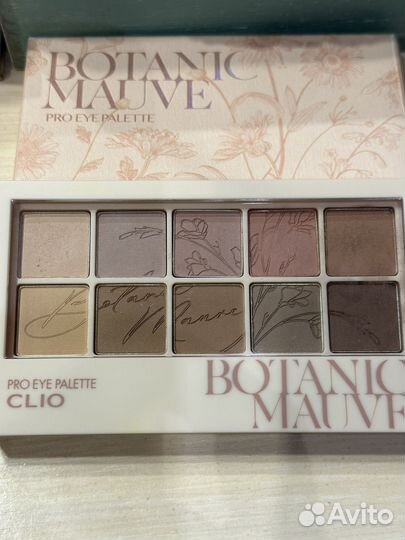 BOTANIC
MAUVE
PRO EYE PALETTE
Botanic
Mauve
PRO EYE PALETTE
CLIO
BOTANIC
MAUVE
Avito